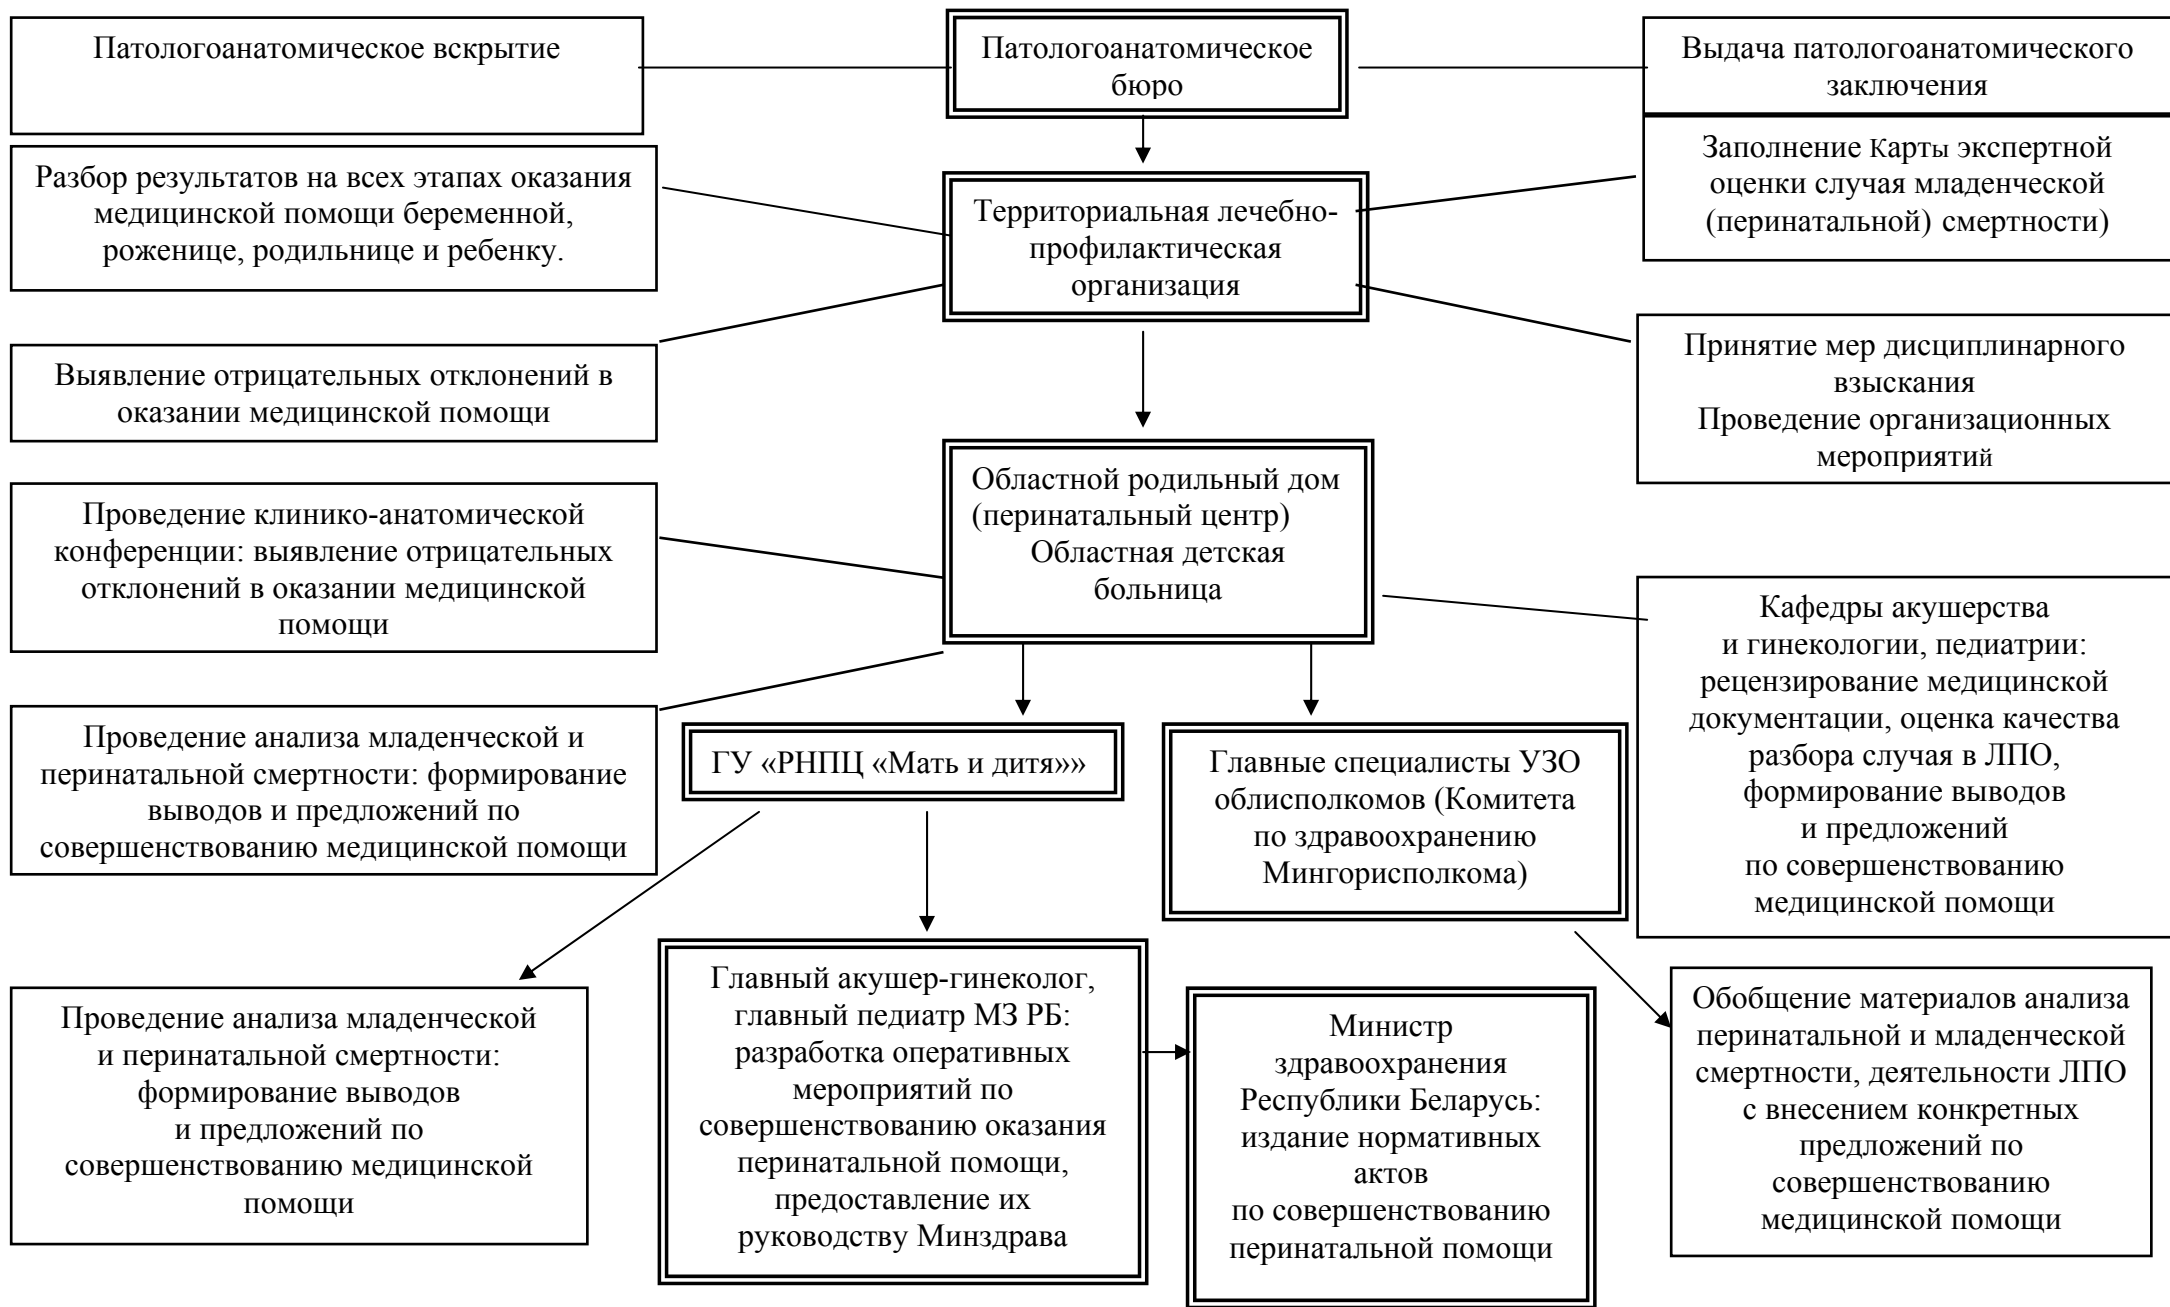 Патологоанатомическое вскрытие
Патологоанатомическое
бюро
Выдача патологоанатомического
заключения
Разбор результатов на всех этапах оказания
медицинской помощи беременной,
роженице, родильнице и ребенку.
Территориальная лечебно-
профилактическая
организация
Заполнение Карты экспертной
оценки случая младенческой
(перинатальной) смертности)
Выявление отрицательных отклонений в
оказании медицинской помощи
Принятие мер дисциплинарного
взыскания
Проведение организационных
мероприятий
Проведение клинико-анатомической
конференции: выявление отрицательных
отклонений в оказании медицинской
помощи
Областной родильный дом
(перинатальный центр)
Областная детская
больница
Кафедры акушерства
и гинекологии, педиатрии:
рецензирование медицинской
документации, оценка качества
разбора случая в ЛПО,
формирование выводов
и предложений
по совершенствованию
медицинской помощи
Проведение анализа младенческой и
перинатальной смертности: формирование
выводов и предложений по
совершенствованию медицинской помощи
ГУ «РНПЦ «Мать и дитя»»
Главные специалисты УЗО
облисполкомов (Комитета
по здравоохранению
Мингорисполкома)
Проведение анализа младенческой
и перинатальной смертности:
формирование выводов
и предложений по
совершенствованию медицинской
помощи
Главный акушер-гинеколог,
главный педиатр МЗ РБ:
разработка оперативных
мероприятий по
совершенствованию оказания
перинатальной помощи,
предоставление их
руководству Минздрава
Министр
здравоохранения
Республики Беларусь:
издание нормативных
актов
по совершенствованию
перинатальной помощи
Обобщение материалов анализа
перинатальной и младенческой
смертности, деятельности ЛПО
с внесением конкретных
предложений по
совершенствованию
медицинской помощи